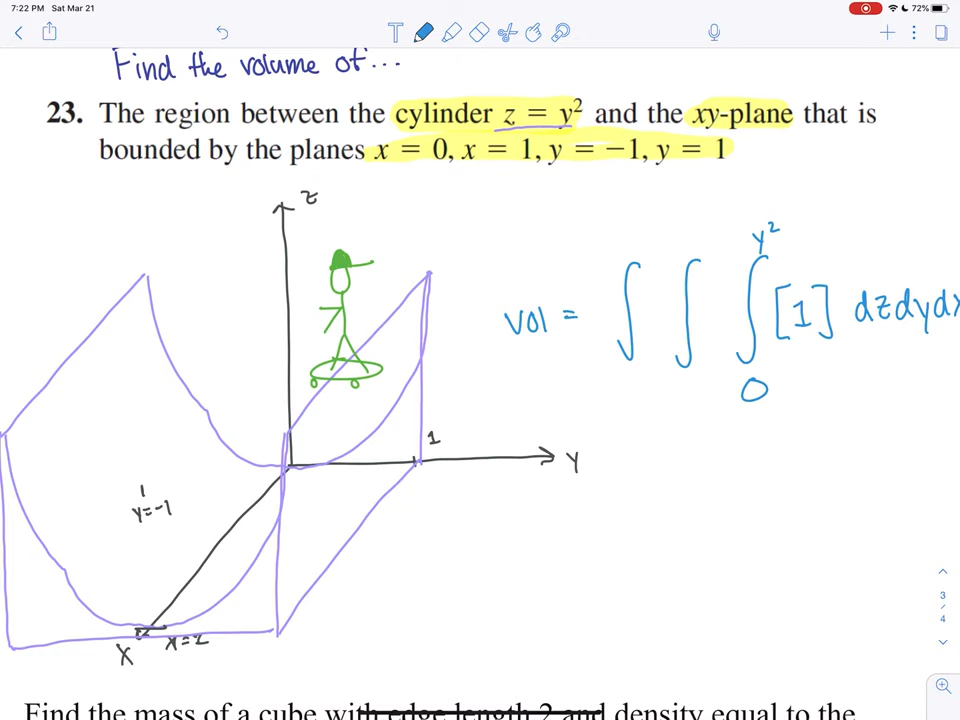 7:22 PM Sat Mar 21
72%
Find the volume of...
23. The region between the cylinder z = y² and the xy-plane that is
bounded by the planes x = 0, x = 1, y = −1, y = 1
z
y²
vol = ∫ ∫ ∫ [1] dzdydx
0
1
Y
y=-1
X
3
/
4
Find the mass of a cube with edge length 2 and density equal to the